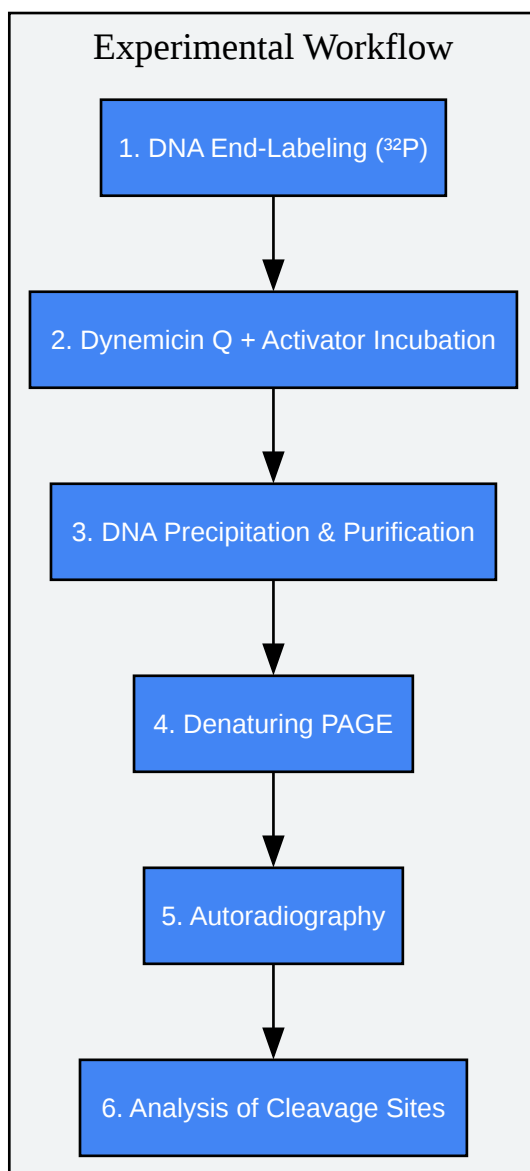 Experimental Workflow
1. DNA End-Labeling (³²P)
2. Dynemicin Q + Activator Incubation
3. DNA Precipitation & Purification
4. Denaturing PAGE
5. Autoradiography
6. Analysis of Cleavage Sites